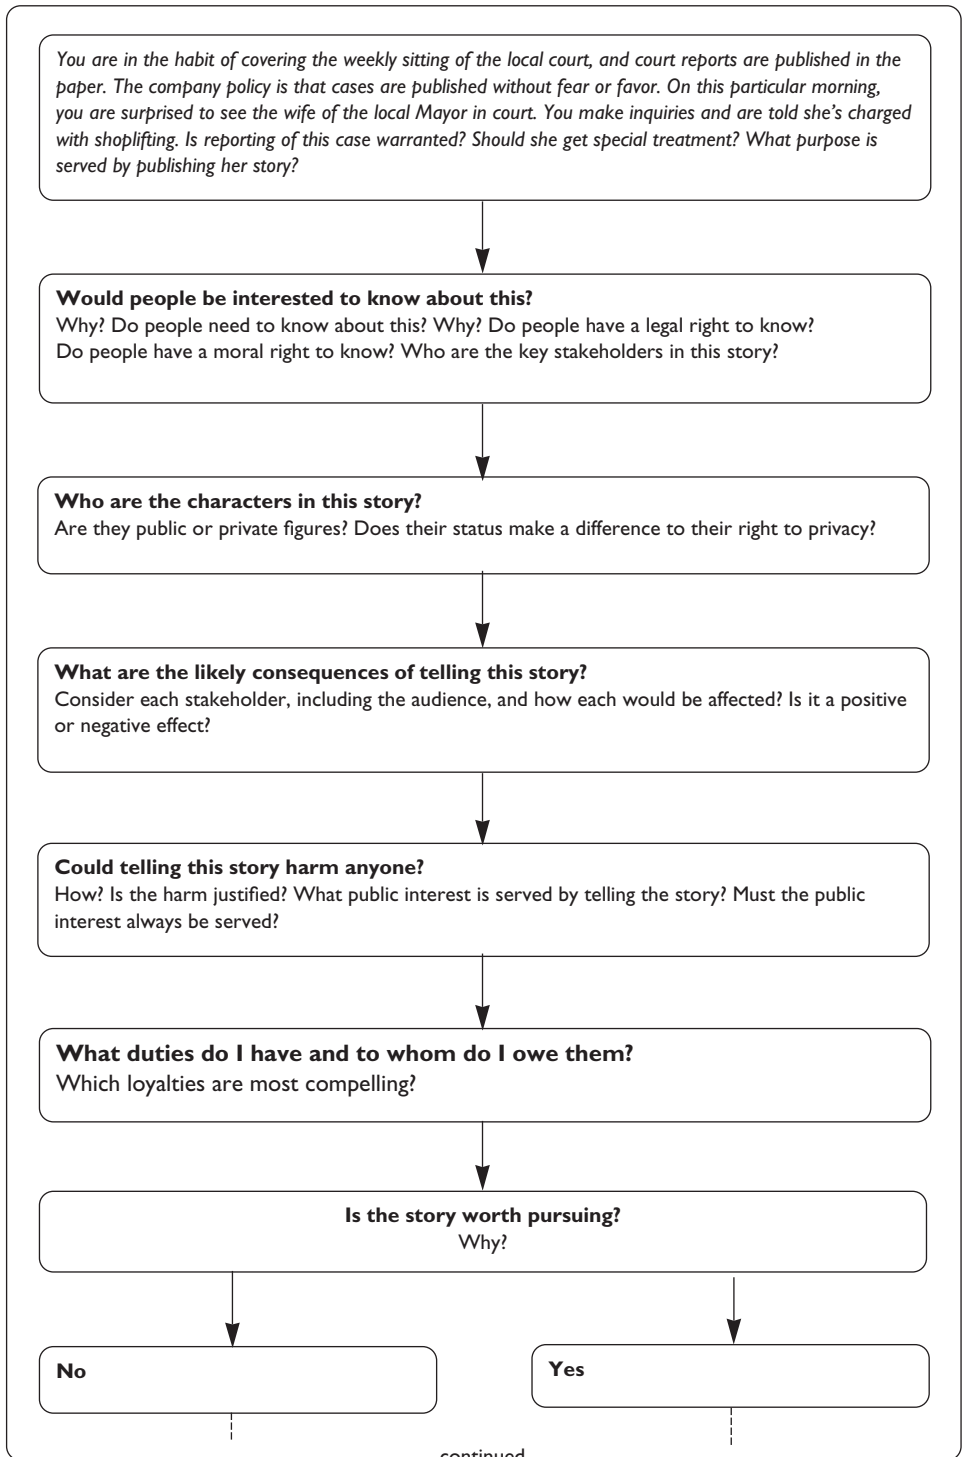 You are in the habit of covering the weekly sitting of the local court, and court reports are published in the
paper. The company policy is that cases are published without fear or favor. On this particular morning,
you are surprised to see the wife of the local Mayor in court. You make inquiries and are told she's charged
with shoplifting. Is reporting of this case warranted? Should she get special treatment? What purpose is
served by publishing her story?
Would people be interested to know about this?
Why? Do people need to know about this? Why? Do people have a legal right to know?
Do people have a moral right to know? Who are the key stakeholders in this story?
Who are the characters in this story?
Are they public or private figures? Does their status make a difference to their right to privacy?
What are the likely consequences of telling this story?
Consider each stakeholder, including the audience, and how each would be affected? Is it a positive
or negative effect?
Could telling this story harm anyone?
How? Is the harm justified? What public interest is served by telling the story? Must the public
interest always be served?
What duties do I have and to whom do I owe them?
Which loyalties are most compelling?
Is the story worth pursuing?
Why?
No
Yes
continued